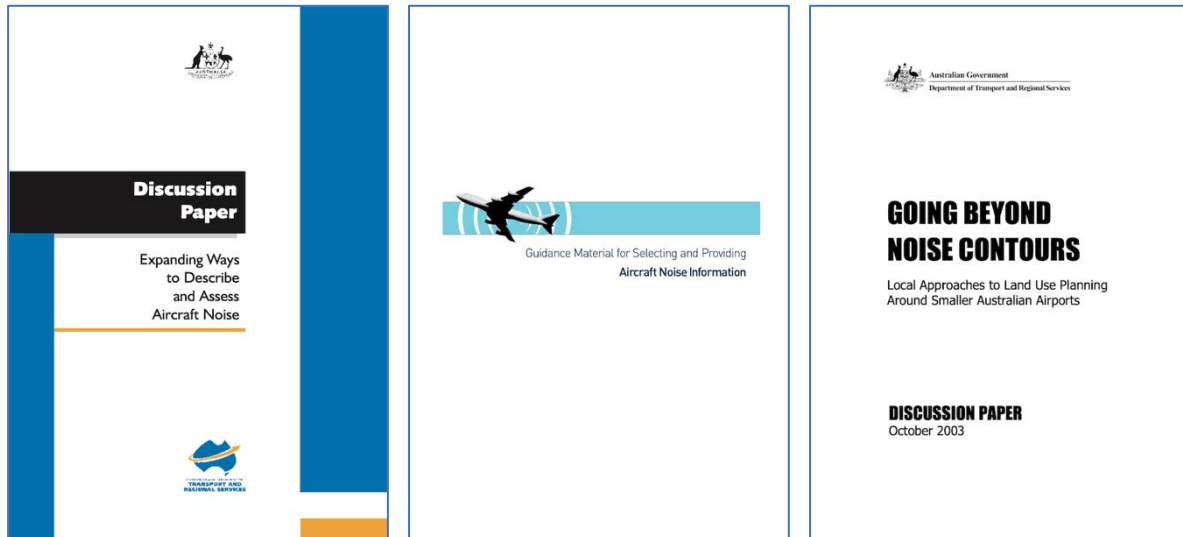 AUSTRALIA
Discussion
Paper
Expanding Ways
to Describe
and Assess
Aircraft Noise
TRANSPORT AND
REGIONAL SERVICES
Guidance Material for Selecting and Providing
Aircraft Noise Information
Australian Government
Department of Transport and Regional Services
GOING BEYOND
NOISE CONTOURS
Local Approaches to Land Use Planning
Around Smaller Australian Airports
DISCUSSION PAPER
October 2003